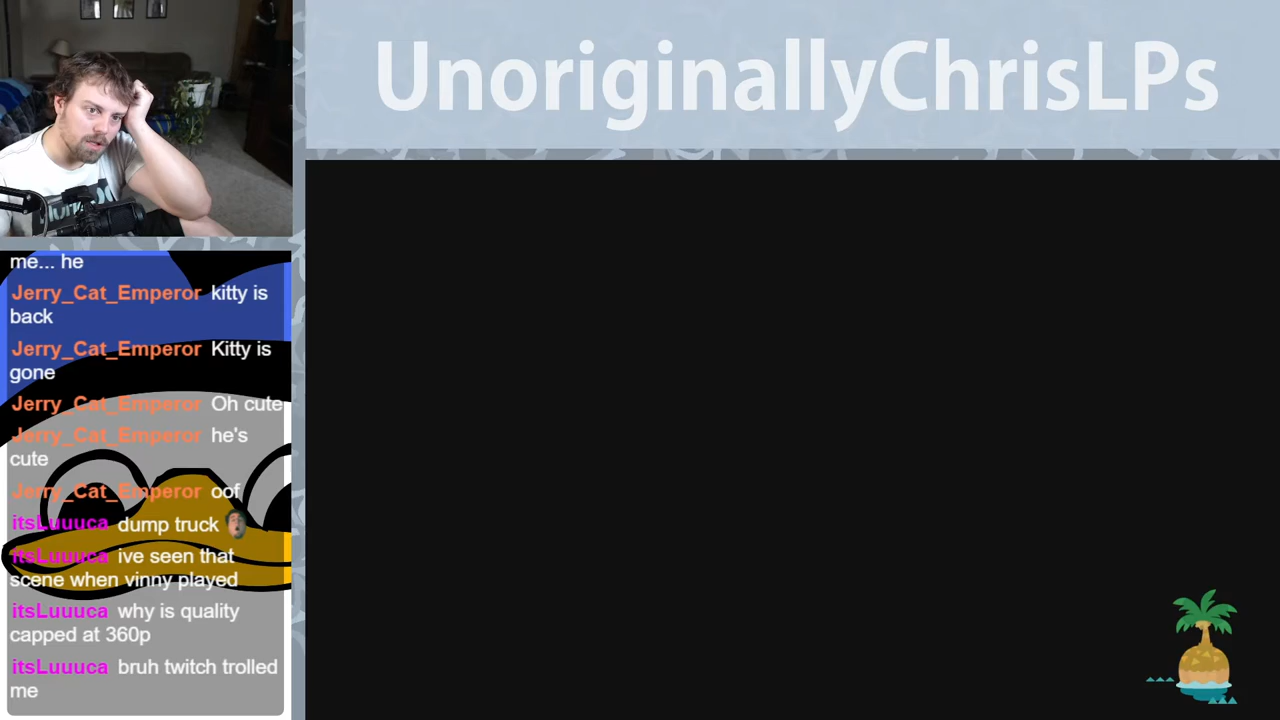 UnoriginallyChrisLPs
me... he
Jerry_Cat_Emperor kitty is
back
Jerry_Cat_Emperor Kitty is
gone
Jerry_Cat_Emperor Oh cute
Jerry_Cat_Emperor he's
cute
Jerry_Cat_Emperor oof
itsLuuuca dump truck
itsLuuuca ive seen that
scene when vinny played
itsLuuuca why is quality
capped at 360p
itsLuuuca bruh twitch trolled
me